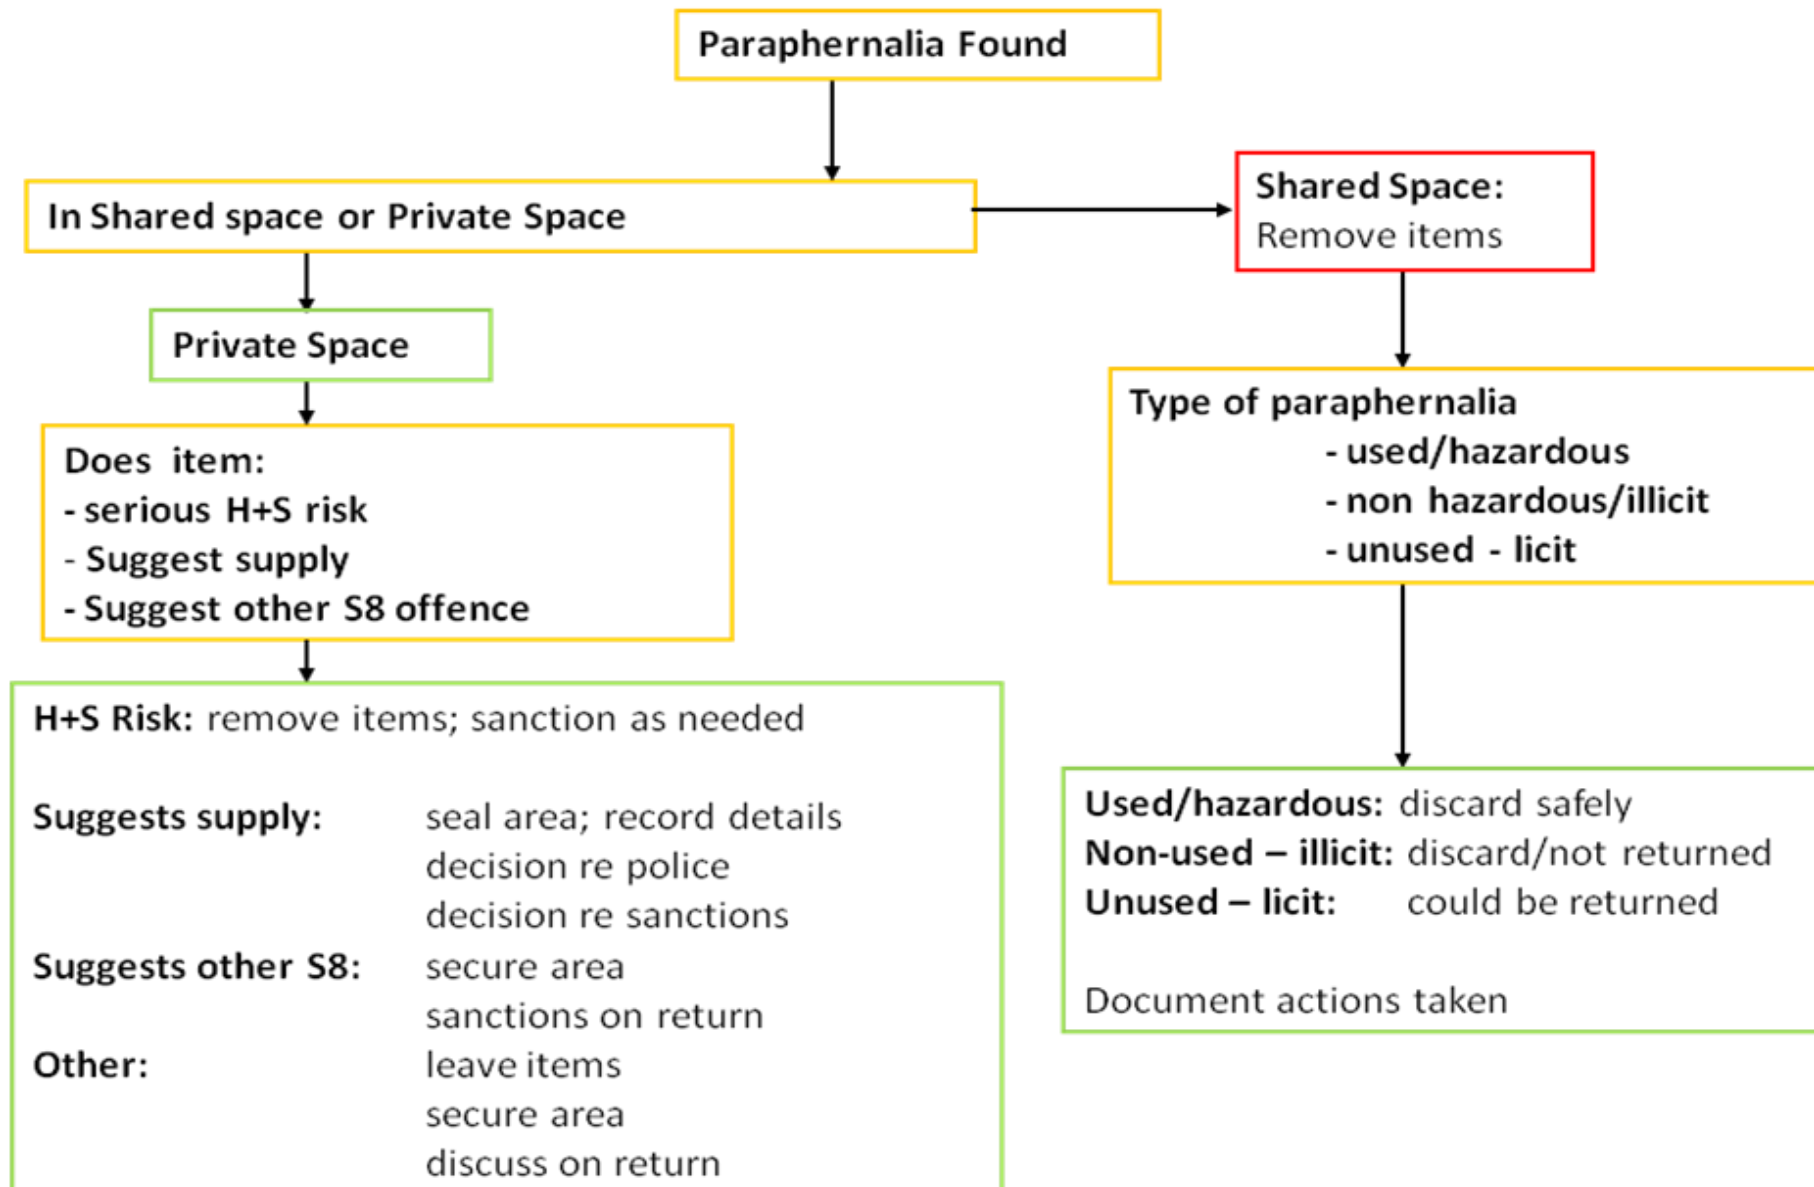 Paraphernalia Found
In Shared space or Private Space
Shared Space:
Remove items
Private Space
Does item:
- serious H+S risk
- Suggest supply
- Suggest other S8 offence
Type of paraphernalia
- used/hazardous
- non hazardous/illicit
- unused - licit
H+S Risk: remove items; sanction as needed
Suggests supply: seal area; record details
decision re police
decision re sanctions
Suggests other S8: secure area
sanctions on return
Other: leave items
secure area
discuss on return
Used/hazardous: discard safely
Non-used – illicit: discard/not returned
Unused – licit: could be returned
Document actions taken